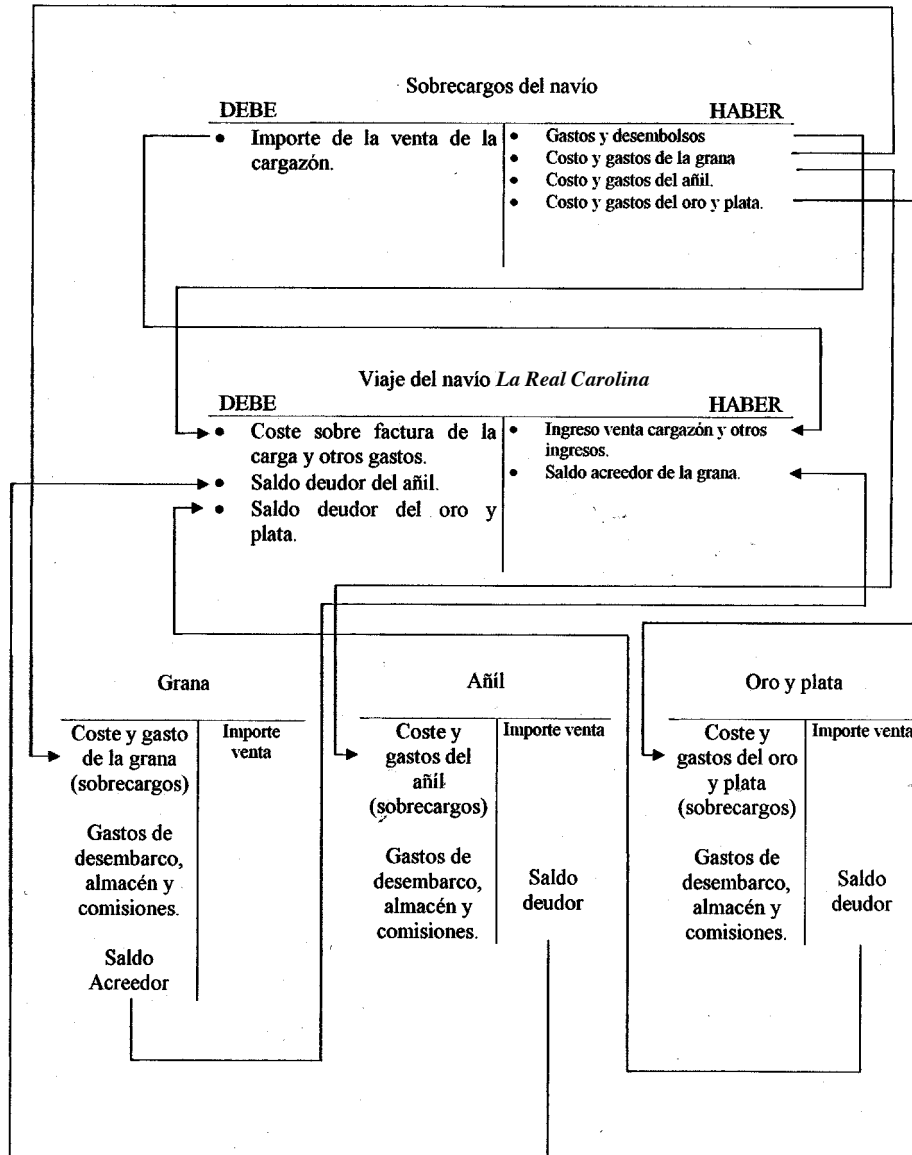 Sobrecargos del navío
DEBE
HABER
• Importe de la venta de la
cargazón.
• Gastos y desembolsos
• Costo y gastos de la grana
• Costo y gastos del añil.
• Costo y gastos del oro y plata.
Viaje del navío La Real Carolina
DEBE
HABER
• Coste sobre factura de la
carga y otros gastos.
• Saldo deudor del añil.
• Saldo deudor del oro y
plata.
• Ingreso venta cargazón y otros
ingresos.
• Saldo acreedor de la grana.
Grana
Coste y gasto
de la grana
(sobrecargos)
Gastos de
desembarco,
almacén y
comisiones.
Saldo
Acreedor
Importe
venta
Añíl
Coste y
gastos del
añíl
(sobrecargos)
Gastos de
desembarco,
almacén y
comisiones.
Importe venta
Saldo
deudor
Oro y plata
Coste y
gastos del oro
y plata
(sobrecargos)
Gastos de
desembarco,
almacén y
comisiones.
Importe venta
Saldo
deudor